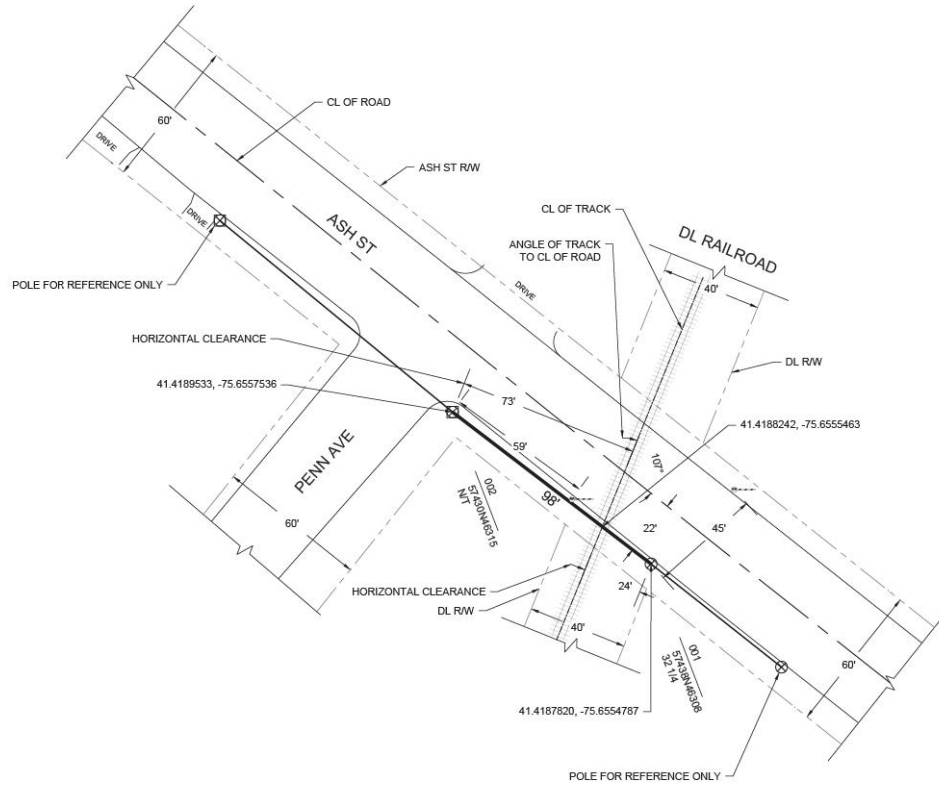 CL OF ROAD
60'
DRIVE
ASH ST R/W
CL OF TRACK
DRIVE
ASH ST
ANGLE OF TRACK
TO CL OF ROAD
DL RAILROAD
POLE FOR REFERENCE ONLY
DRIVE
40'
HORIZONTAL CLEARANCE
DL R/W
41.4189533, -75.6557536
73'
41.4188242, -75.6555463
59'
107°
PENN AVE
98'
002
57430N46315
N/T
60'
22'
45'
HORIZONTAL CLEARANCE
24'
DL R/W
40'
001
57438N46308
32 1/4
60'
41.4187820, -75.6554787
POLE FOR REFERENCE ONLY